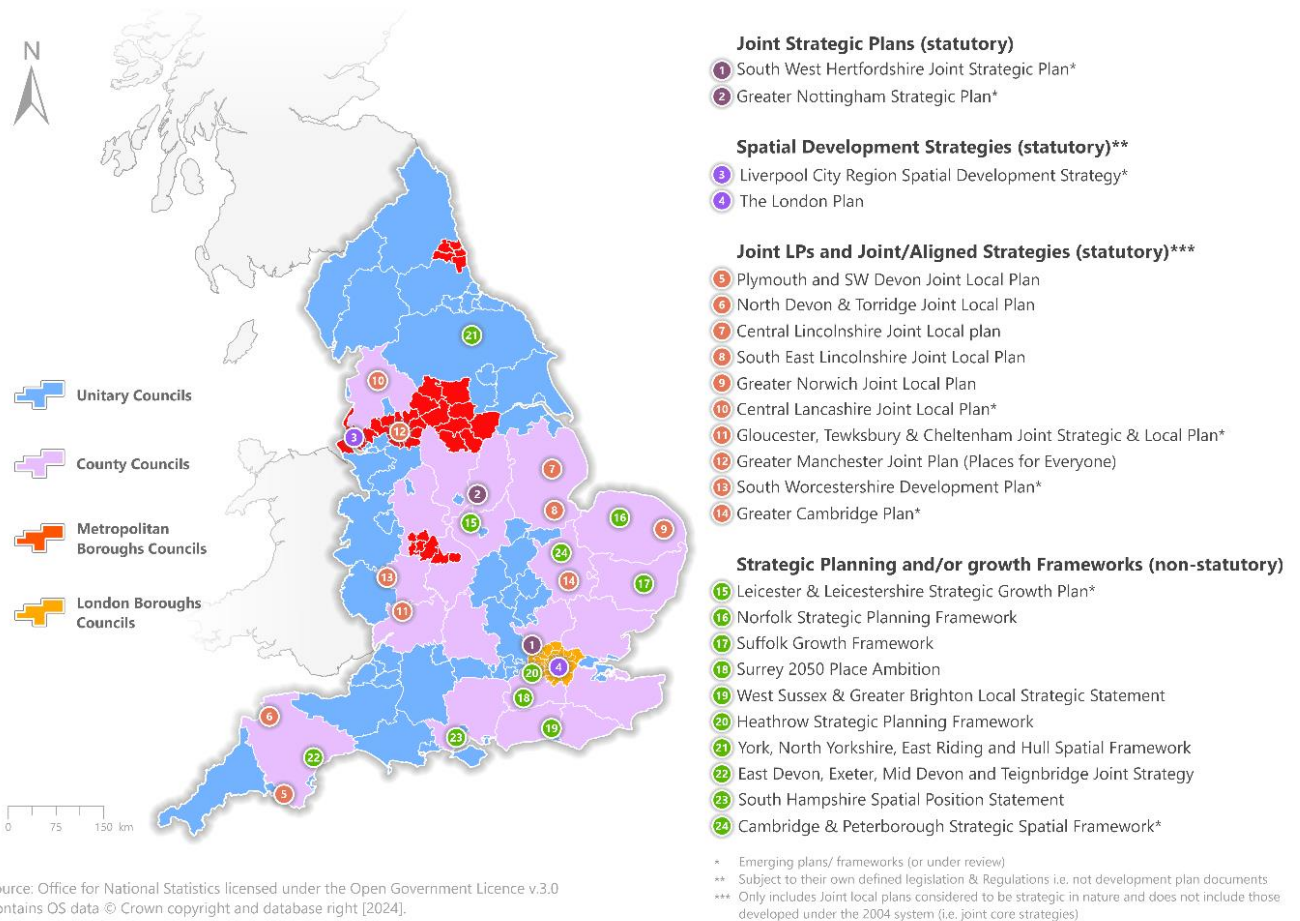 N
Unitary Councils
County Councils
Metropolitan
Boroughs Councils
London Boroughs
Councils
0 75 150 km
21
10
3
12
7
2
8
15
16
9
24
13
14
17
11
1
4
20
18
6
23
19
22
5
Joint Strategic Plans (statutory)
1 South West Hertfordshire Joint Strategic Plan*
2 Greater Nottingham Strategic Plan*
Spatial Development Strategies (statutory)**
3 Liverpool City Region Spatial Development Strategy*
4 The London Plan
Joint LPs and Joint/Aligned Strategies (statutory)***
5 Plymouth and SW Devon Joint Local Plan
6 North Devon & Torridge Joint Local Plan
7 Central Lincolnshire Joint Local plan
8 South East Lincolnshire Joint Local Plan
9 Greater Norwich Joint Local Plan
10 Central Lancashire Joint Local Plan*
11 Gloucester, Tewksbury & Cheltenham Joint Strategic & Local Plan*
12 Greater Manchester Joint Plan (Places for Everyone)
13 South Worcestershire Development Plan*
14 Greater Cambridge Plan*
Strategic Planning and/or growth Frameworks (non-statutory)
15 Leicester & Leicestershire Strategic Growth Plan*
16 Norfolk Strategic Planning Framework
17 Suffolk Growth Framework
18 Surrey 2050 Place Ambition
19 West Sussex & Greater Brighton Local Strategic Statement
20 Heathrow Strategic Planning Framework
21 York, North Yorkshire, East Riding and Hull Spatial Framework
22 East Devon, Exeter, Mid Devon and Teignbridge Joint Strategy
23 South Hampshire Spatial Position Statement
24 Cambridge & Peterborough Strategic Spatial Framework*
* Emerging plans/ frameworks (or under review)
** Subject to their own defined legislation & Regulations i.e. not development plan documents
*** Only includes Joint local plans considered to be strategic in nature and does not include those
developed under the 2004 system (i.e. joint core strategies)
urce: Office for National Statistics licensed under the Open Government Licence v.3.0
ontains OS data © Crown copyright and database right [2024].